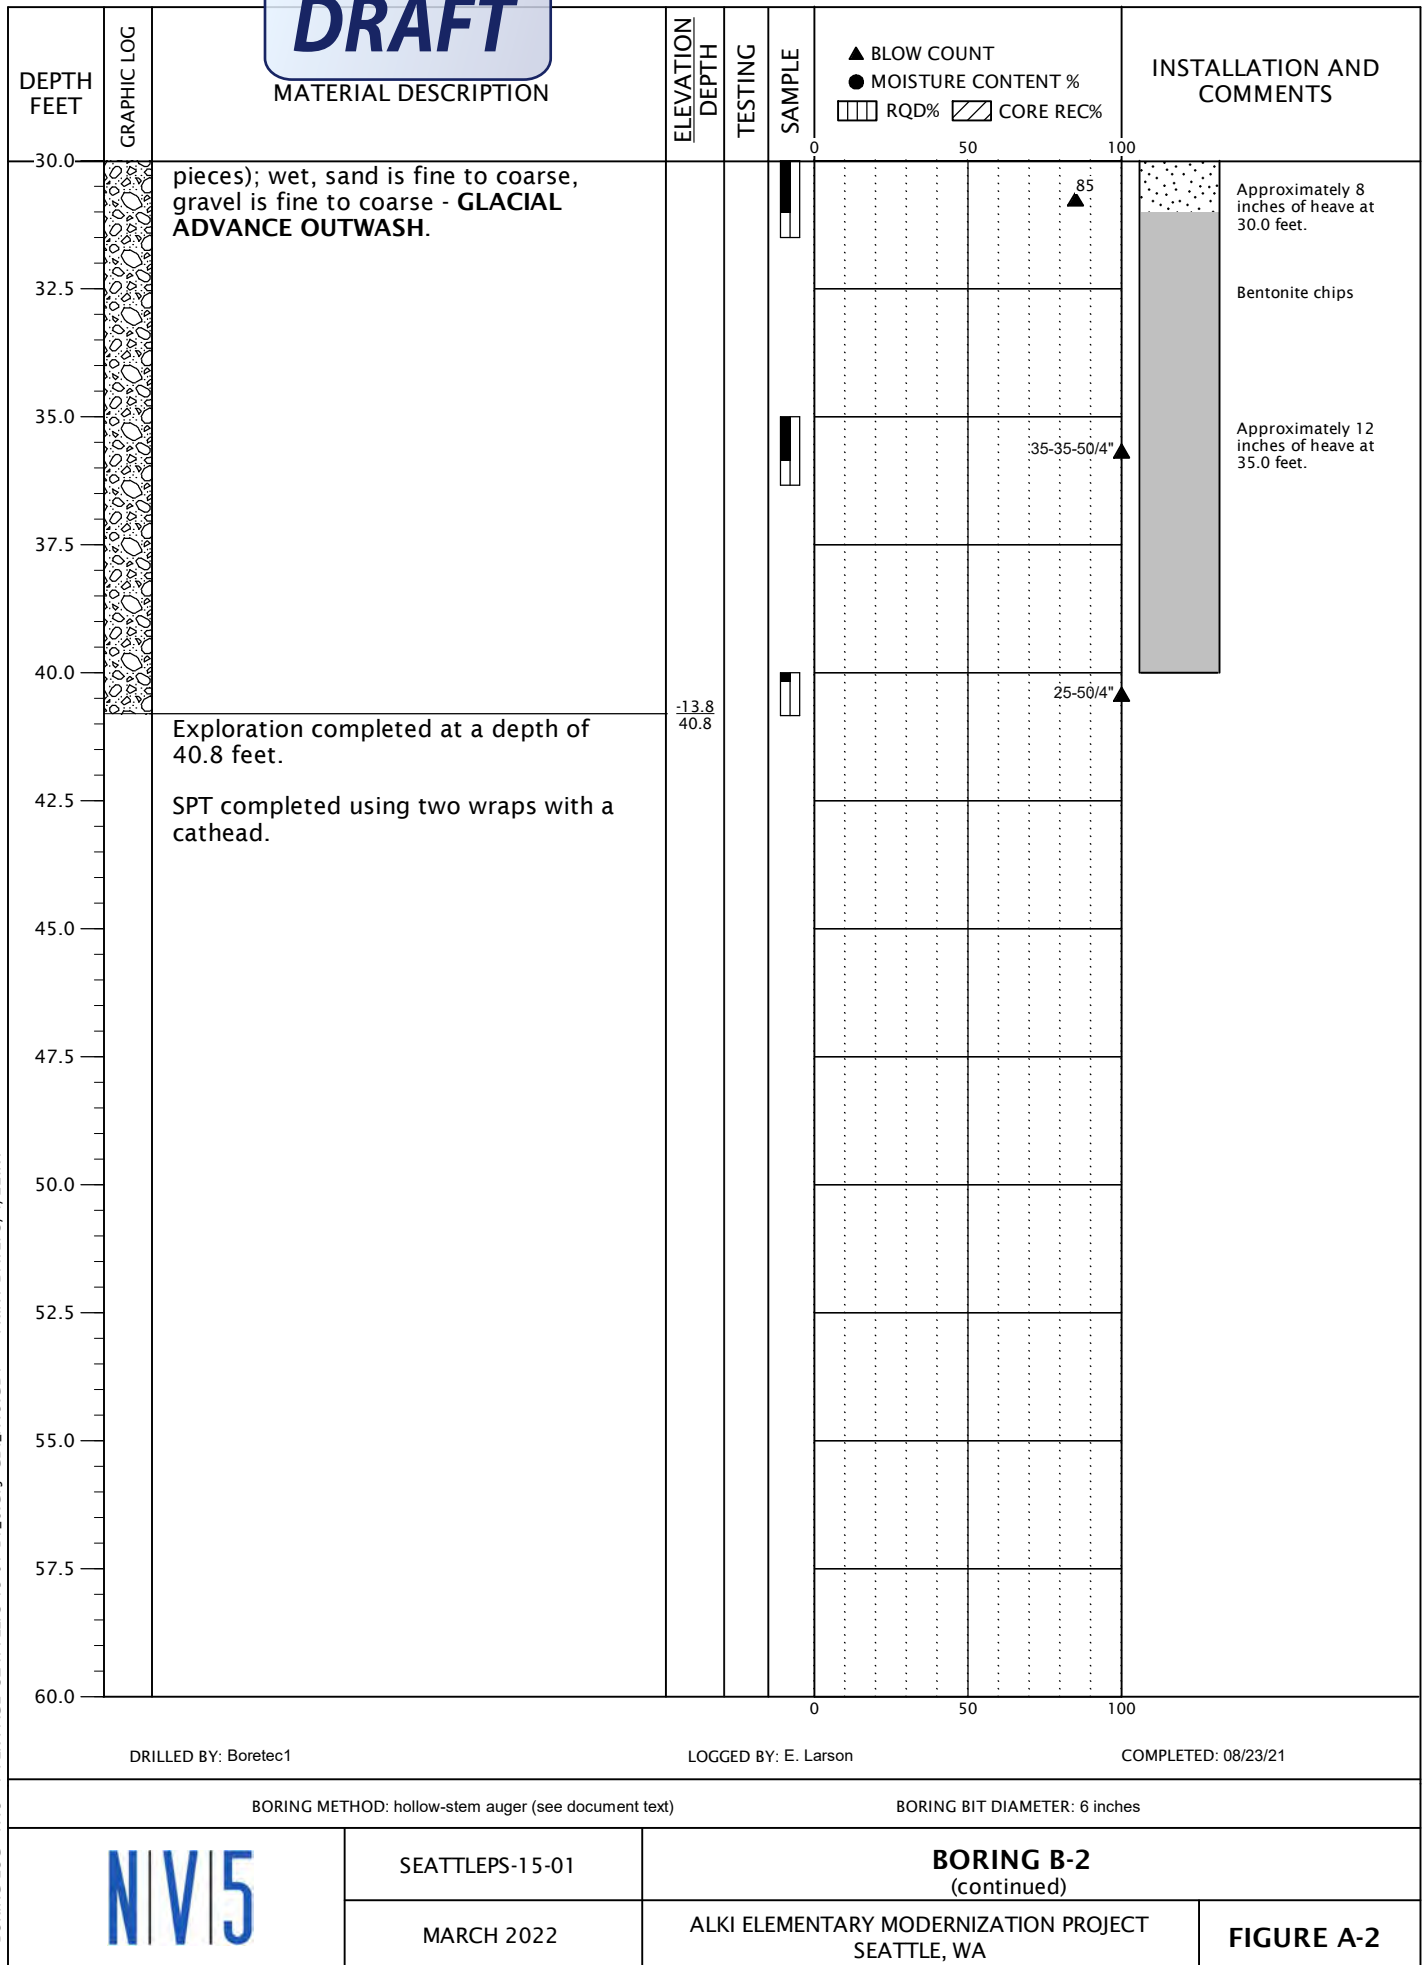 DRAFT
DEPTH
FEET
GRAPHIC LOG
MATERIAL DESCRIPTION
ELEVATION
DEPTH
TESTING
SAMPLE
▲ BLOW COUNT
● MOISTURE CONTENT %
RQD% CORE REC%
INSTALLATION AND
COMMENTS
0 50 100
30.0
pieces); wet, sand is fine to coarse,
gravel is fine to coarse - GLACIAL
ADVANCE OUTWASH.
85
Approximately 8
inches of heave at
30.0 feet.
32.5
Bentonite chips
35.0
35-35-50/4"
Approximately 12
inches of heave at
35.0 feet.
37.5
40.0
25-50/4"
-13.8
40.8
Exploration completed at a depth of
40.8 feet.
42.5
SPT completed using two wraps with a
cathead.
45.0
47.5
50.0
52.5
55.0
57.5
60.0
0 50 100
DRILLED BY: Boretec1
LOGGED BY: E. Larson
COMPLETED: 08/23/21
BORING METHOD: hollow-stem auger (see document text)
BORING BIT DIAMETER: 6 inches
N|V|5
SEATTLEPS-15-01
BORING B-2
(continued)
MARCH 2022
ALKI ELEMENTARY MODERNIZATION PROJECT
SEATTLE, WA
FIGURE A-2